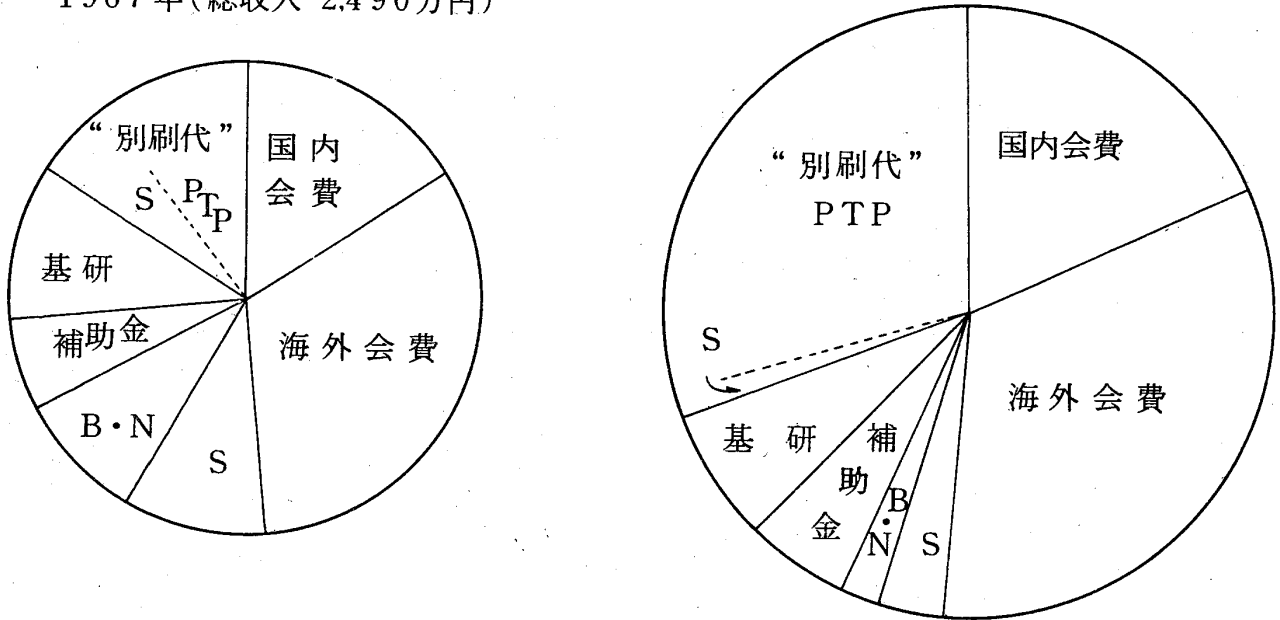 1967年(総収入 2,490万円)
“別刷代”
国内
会費
S
PTP
基研
補助金
海外会費
B・N
S
“別刷代”
PTP
国内会費
S
海外会費
基研
補助金
B・N
S